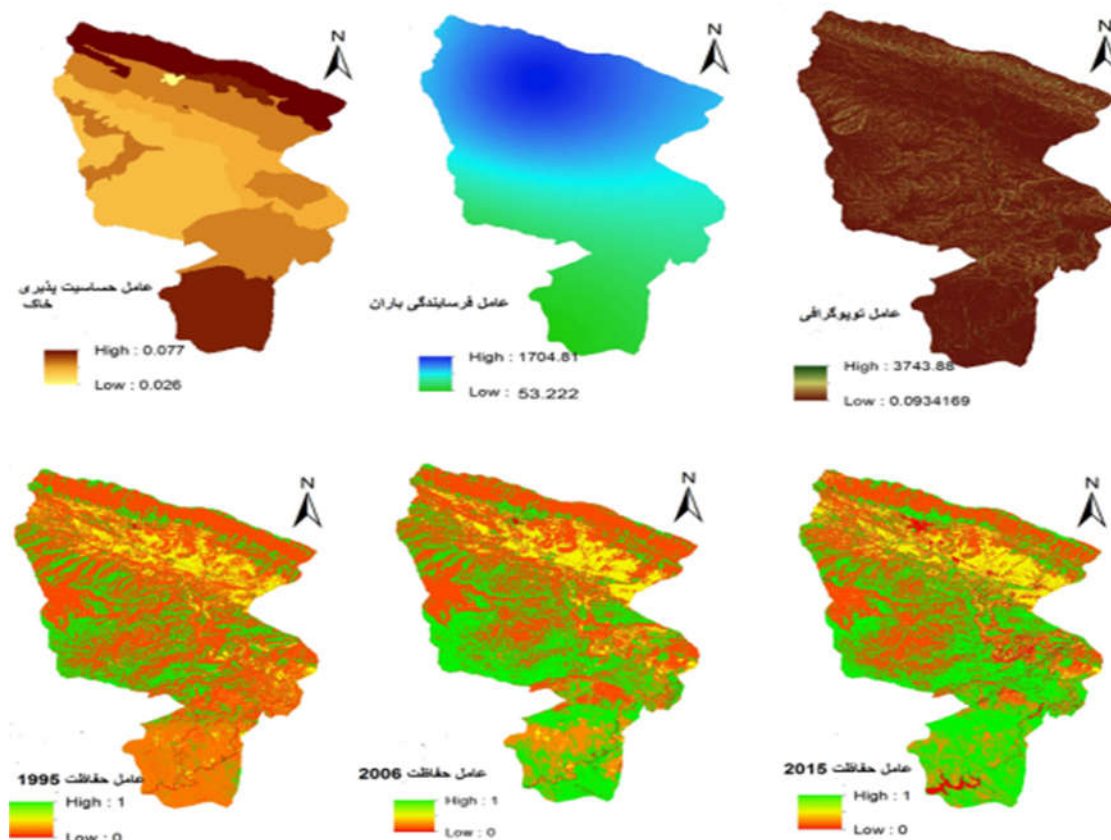 N
عامل حساسیت پذیری
خاک
High : 0.077
Low : 0.026
N
عامل فرسایندگی باران
High : 1704.81
Low : 53.222
N
عامل توپوگرافی
High : 3743.88
Low : 0.0934169
N
عامل حفاظت 1995
High : 1
Low : 0
N
عامل حفاظت 2006
High : 1
Low : 0
N
عامل حفاظت 2015
High : 1
Low : 0